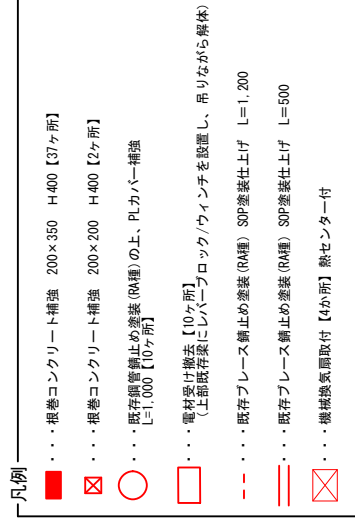 凡例
・・・根巻コンクリート補強 200×350 H400【37ヶ所】
・・・根巻コンクリート補強 200×200 H400【2ヶ所】
・・・既存鋼管錆止め塗装(RA種)の上、PLカバー補強
L=1,000【10ヶ所】
・・・電材受け撤去【10ヶ所】
(上部既存梁にレバーブロック/ウィンチを設置し、吊りながら解体)
・・・既存ブレース錆止め塗装(RA種) SOP塗装仕上げ L=1,200
・・・既存ブレース錆止め塗装(RA種) SOP塗装仕上げ L=500
・・・機械換気扇取付【4か所】熱センター付